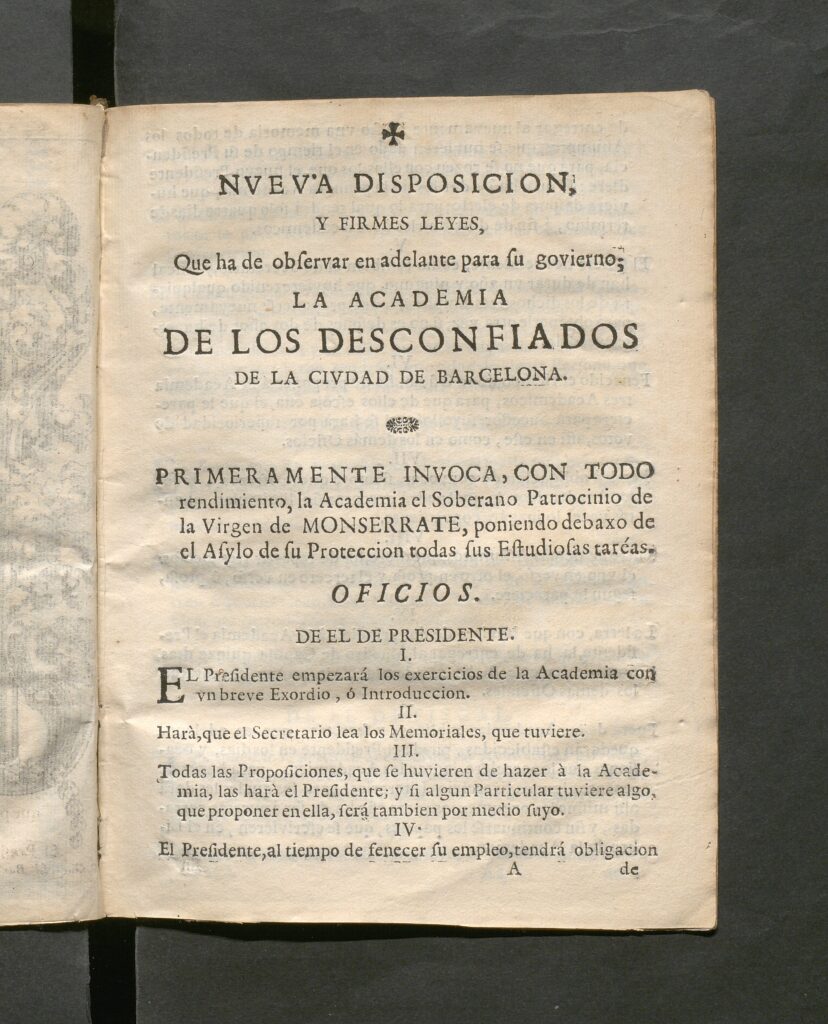 ✠
NVEVA DISPOSICION,
Y FIRMES LEYES,
Que ha de obſervar en adelante para ſu govierno;
LA ACADEMIA
DE LOS DESCONFIADOS
DE LA CIVDAD DE BARCELONA.
PRIMERAMENTE INVOCA, CON TODO
rendimiento, la Academia el Soberano Patrocinio de
la Virgen de MONSERRATE, poniendo debaxo de
el Aſylo de ſu Proteccion todas ſus Eſtudioſas taréas.
OFICIOS.
DE EL DE PRESIDENTE.
I.
EL Preſidente empezará los exercicios de la Academia con
vn breve Exordio, ó Introduccion.
II.
Harà, que el Secretario lea los Memoriales, que tuviere.
III.
Todas las Propoſiciones, que ſe huvieren de hazer à la Acade-
mia, las harà el Preſidente; y ſi algun Particular tuviere algo,
que proponer en ella, ſerá tambien por medio ſuyo.
IV.
El Preſidente, al tiempo de fenecer ſu empleo, tendrá obligacion
A de